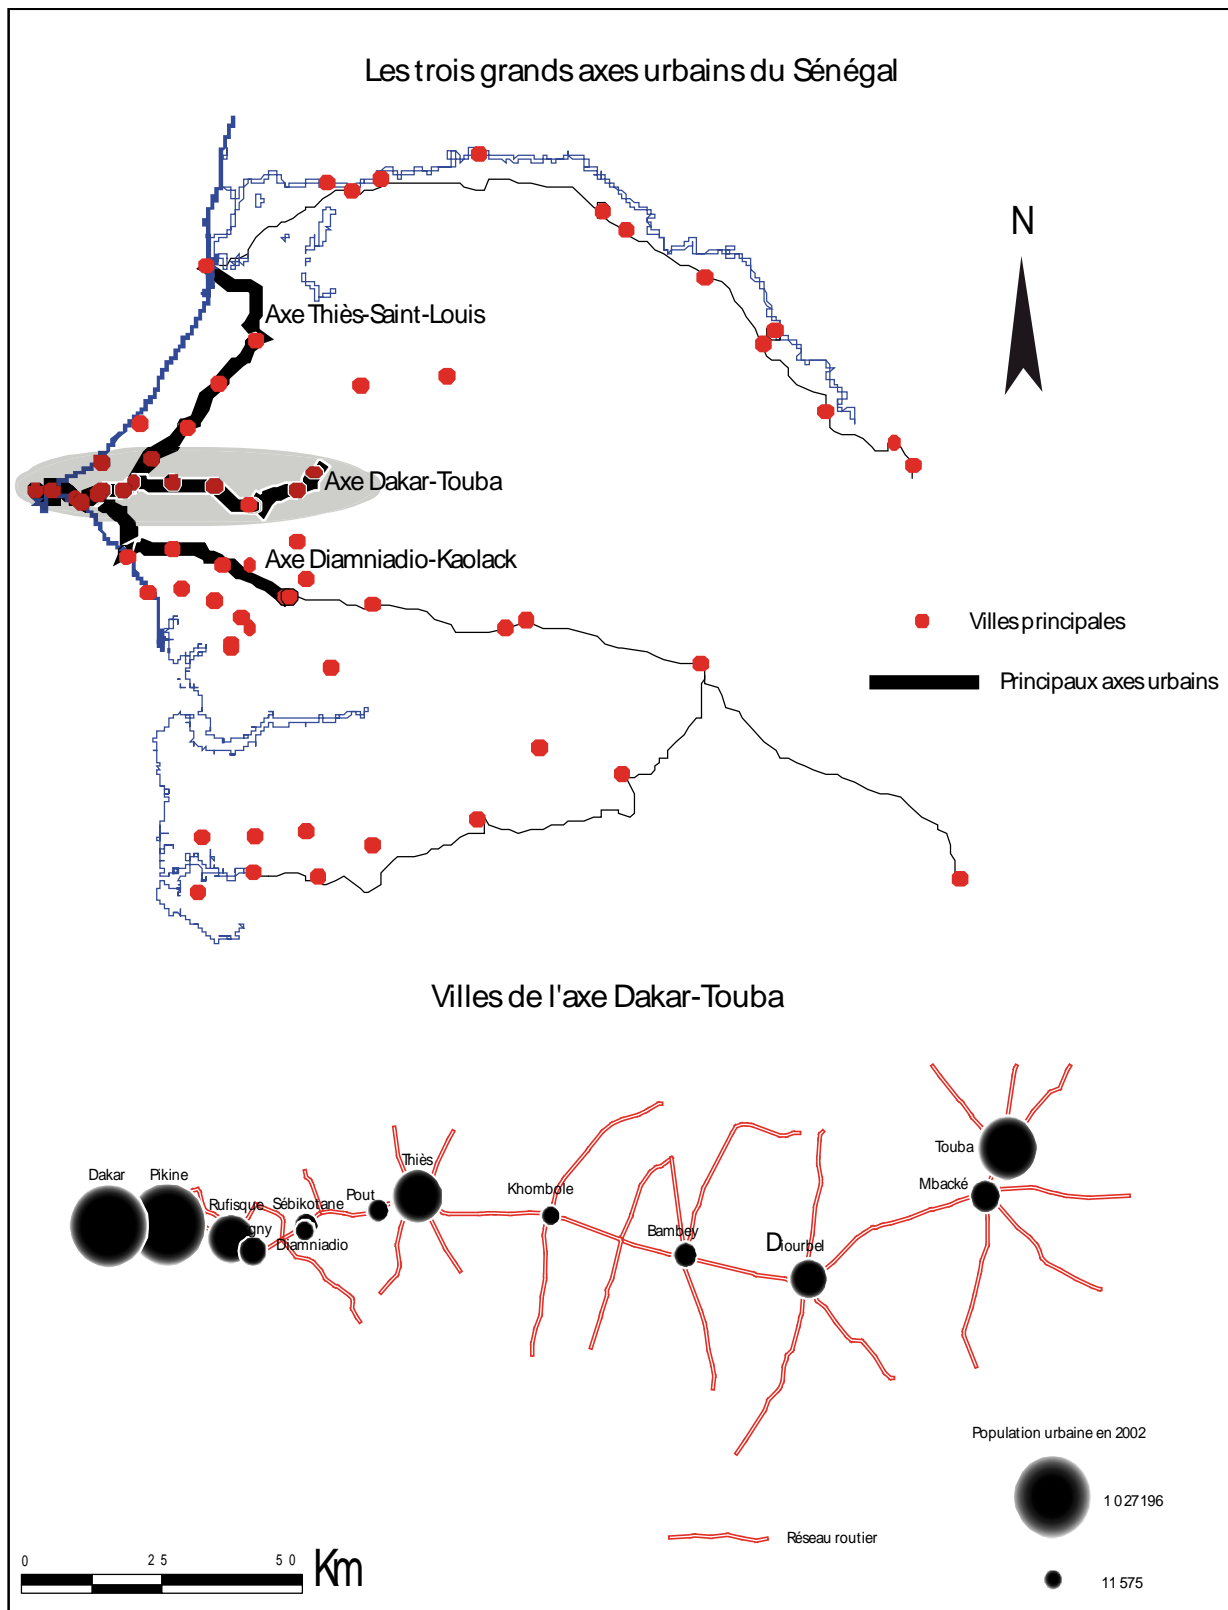 Les trois grands axes urbains du Sénégal
N
Axe Thiès-Saint-Louis
Axe Dakar-Touba
Axe Diamniadio-Kaolack
Villes principales
Principaux axes urbains
Villes de l'axe Dakar-Touba
Touba
Thiès
Dakar
Pikine
Mbacké
Khombole
Pout
Sébikotane
Rufisque
gny
Bambey
Diourbel
Diamniadio
Population urbaine en 2002
1 027 196
Réseau routier
0 25 50 Km
11 575